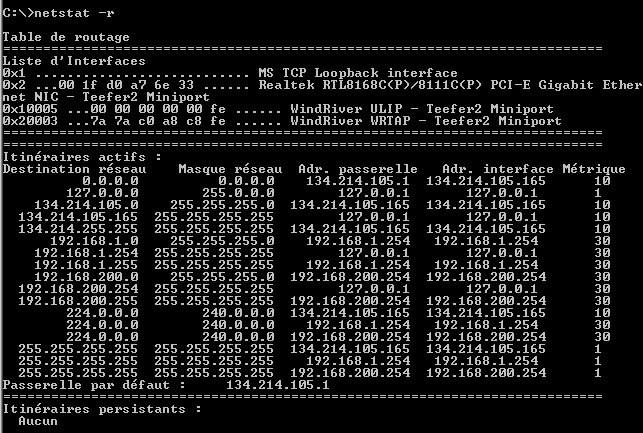 C:\>netstat -r
Table de routage
===========================================================================
Liste d'Interfaces
0x1 ........................... MS TCP Loopback interface
0x2 ...00 1f d0 a7 6e 33 ...... Realtek RTL8168C(P)/8111C(P) PCI-E Gigabit Ether
net NIC - Teefer2 Miniport
0x10005 ...00 00 00 00 00 fe ...... WindRiver ULIP - Teefer2 Miniport
0x20003 ...7a 7a c0 a8 c8 fe ...... WindRiver WRTAP - Teefer2 Miniport
===========================================================================
===========================================================================
Itinéraires actifs :
Destination réseau    Masque réseau  Adr. passerelle   Adr. interface Métrique
          0.0.0.0          0.0.0.0    134.214.105.1  134.214.105.165       10
        127.0.0.0        255.0.0.0        127.0.0.1        127.0.0.1       1
    134.214.105.0    255.255.255.0  134.214.105.165  134.214.105.165       10
  134.214.105.165  255.255.255.255        127.0.0.1        127.0.0.1       10
  134.214.255.255  255.255.255.255  134.214.105.165  134.214.105.165       10
      192.168.1.0    255.255.255.0    192.168.1.254    192.168.1.254       30
    192.168.1.254  255.255.255.255        127.0.0.1        127.0.0.1       30
    192.168.1.255  255.255.255.255    192.168.1.254    192.168.1.254       30
    192.168.200.0    255.255.255.0  192.168.200.254  192.168.200.254       30
  192.168.200.254  255.255.255.255        127.0.0.1        127.0.0.1       30
  192.168.200.255  255.255.255.255  192.168.200.254  192.168.200.254       30
        224.0.0.0        240.0.0.0  134.214.105.165  134.214.105.165       10
        224.0.0.0        240.0.0.0    192.168.1.254    192.168.1.254       30
        224.0.0.0        240.0.0.0  192.168.200.254  192.168.200.254       30
  255.255.255.255  255.255.255.255  134.214.105.165  134.214.105.165       1
  255.255.255.255  255.255.255.255    192.168.1.254    192.168.1.254       1
  255.255.255.255  255.255.255.255  192.168.200.254  192.168.200.254       1
Passerelle par défaut :     134.214.105.1
===========================================================================
Itinéraires persistants :
  Aucun